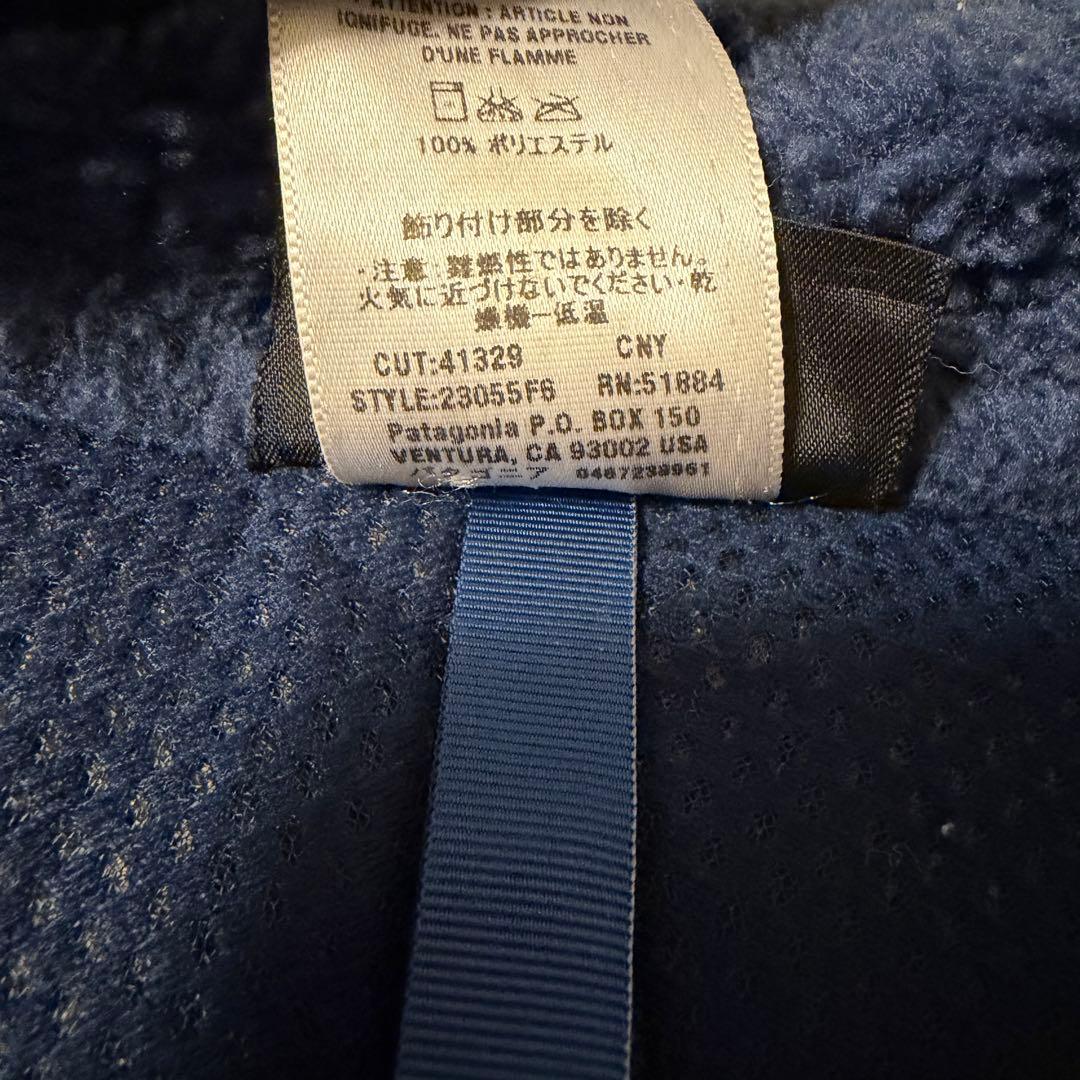 ATTENTION : ARTICLE NON
IGNIFUGE. NE PAS APPROCHER
D'UNE FLAMME
100% ポリエステル
飾り付け部分を除く
・注意：難燃性ではありません。
火気に近づけないでください・乾
燥機ー低温
CUT:41329 CNY
STYLE:23055F6 RN:51884
Patagonia P.O. BOX 150
VENTURA, CA 93002 USA
パタゴニア 0467238961